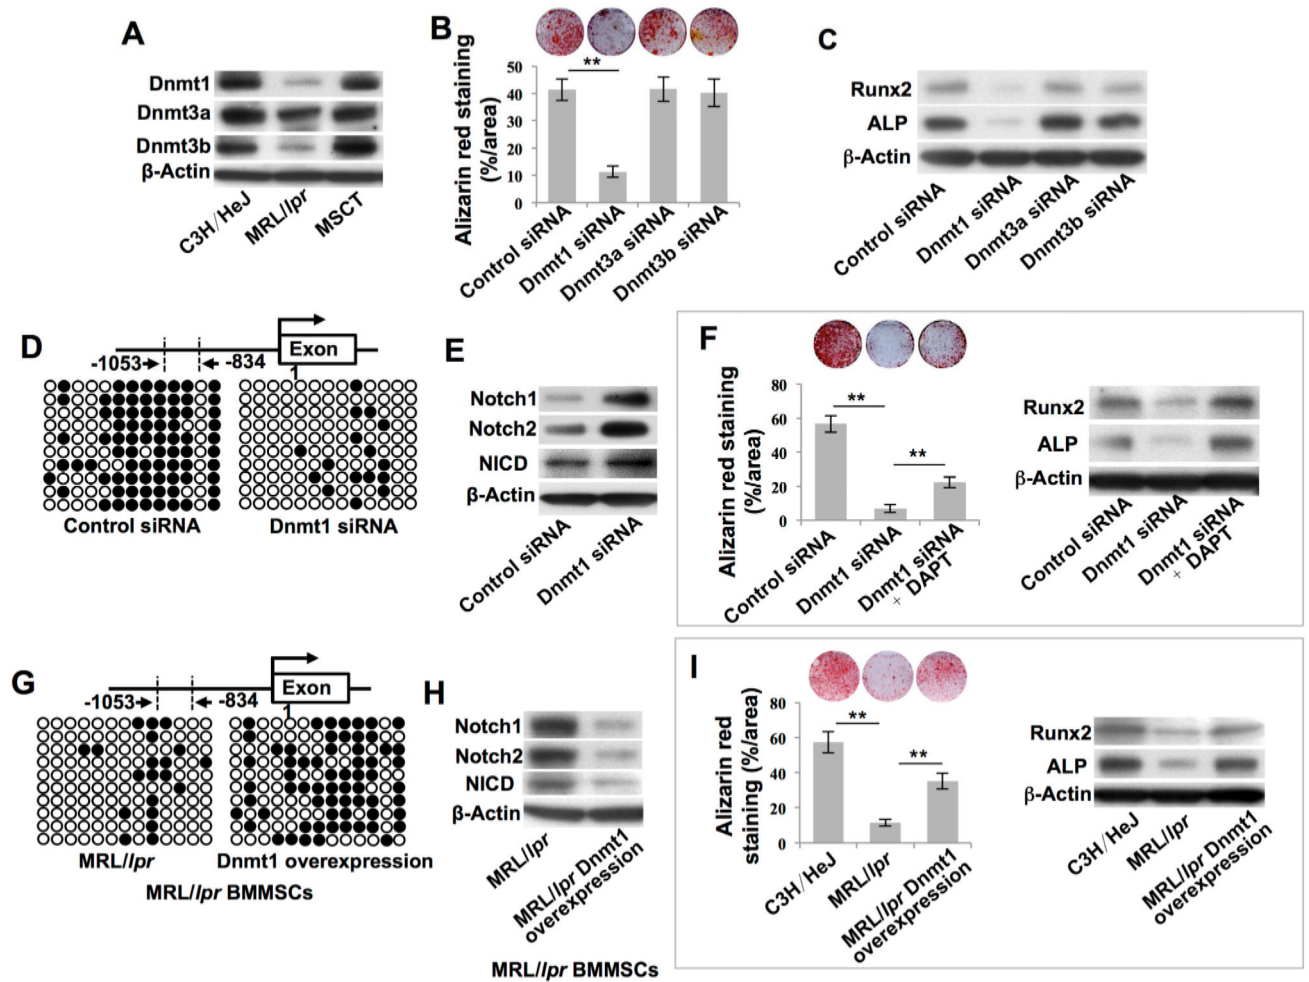 A
Dnmt1
Dnmt3a
Dnmt3b
β-Actin
C3H/HeJ
MRL/lpr
MSCT
B
Alizarin red staining
(%/area)
**
50
40
30
20
10
0
Control siRNA
Dnmt1 siRNA
Dnmt3a siRNA
Dnmt3b siRNA
C
Runx2
ALP
β-Actin
Control siRNA
Dnmt1 siRNA
Dnmt3a siRNA
Dnmt3b siRNA
D
Exon
1
-1053
-834
Control siRNA
Dnmt1 siRNA
E
Notch1
Notch2
NICD
β-Actin
Control siRNA
Dnmt1 siRNA
F
Alizarin red staining
(%/area)
**
**
80
60
40
20
0
Control siRNA
Dnmt1 siRNA
Dnmt1 siRNA
+ DAPT
Runx2
ALP
β-Actin
Control siRNA
Dnmt1 siRNA
Dnmt1 siRNA
+ DAPT
G
Exon
1
-1053
-834
MRL/lpr
Dnmt1 overexpression
MRL/lpr BMMSCs
H
Notch1
Notch2
NICD
β-Actin
MRL/lpr
MRL/lpr Dnmt1
overexpression
MRL/lpr BMMSCs
I
Alizarin red
staining (%/area)
**
**
80
60
40
20
0
C3H/HeJ
MRL/lpr
MRL/lpr Dnmt1
overexpression
Runx2
ALP
β-Actin
C3H/HeJ
MRL/lpr
MRL/lpr Dnmt1
overexpression